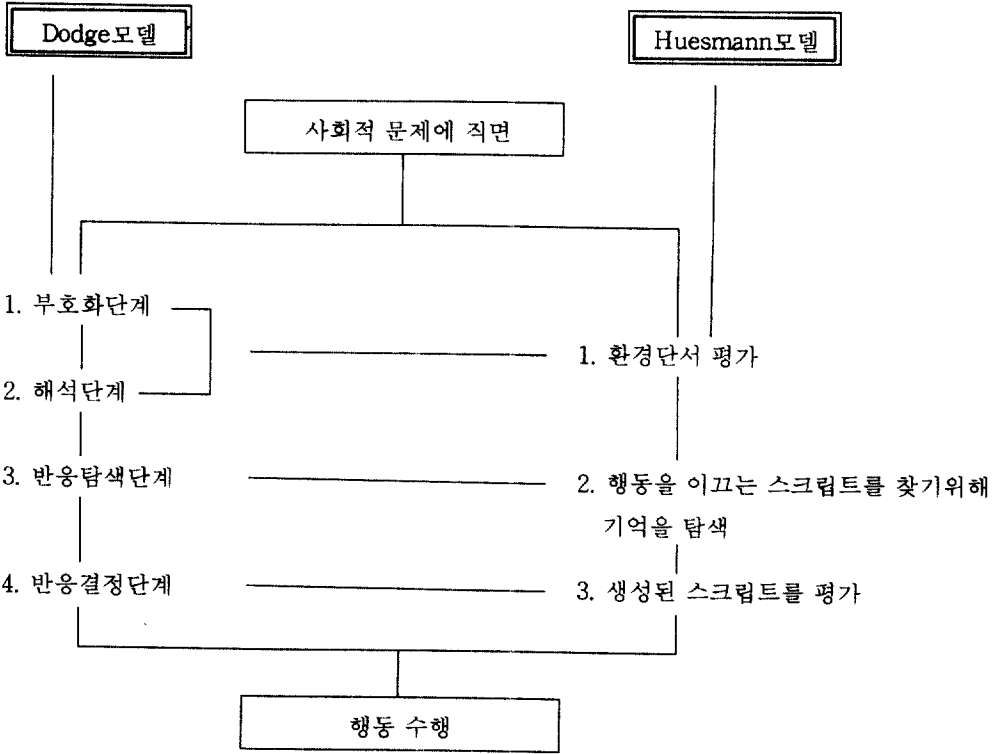 Dodge모델
Huesmann모델
사회적 문제에 직면
1. 부호화단계
1. 환경단서 평가
2. 해석단계
3. 반응탐색단계
2. 행동을 이끄는 스크립트를 찾기위해
기억을 탐색
4. 반응결정단계
3. 생성된 스크립트를 평가
행동 수행